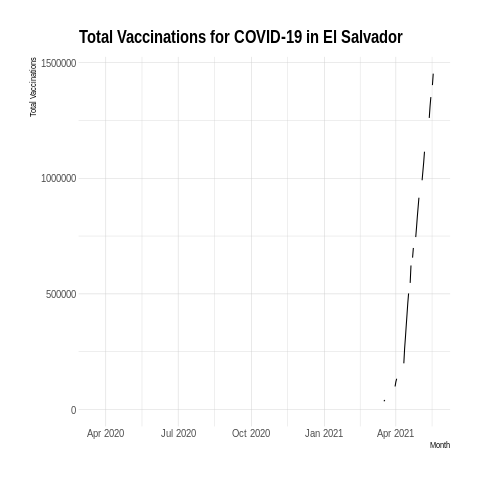 Total Vaccinations for COVID-19 in El Salvador
Total Vaccinations
1500000
1000000
500000
0
Apr 2020 Jul 2020 Oct 2020 Jan 2021 Apr 2021
Month